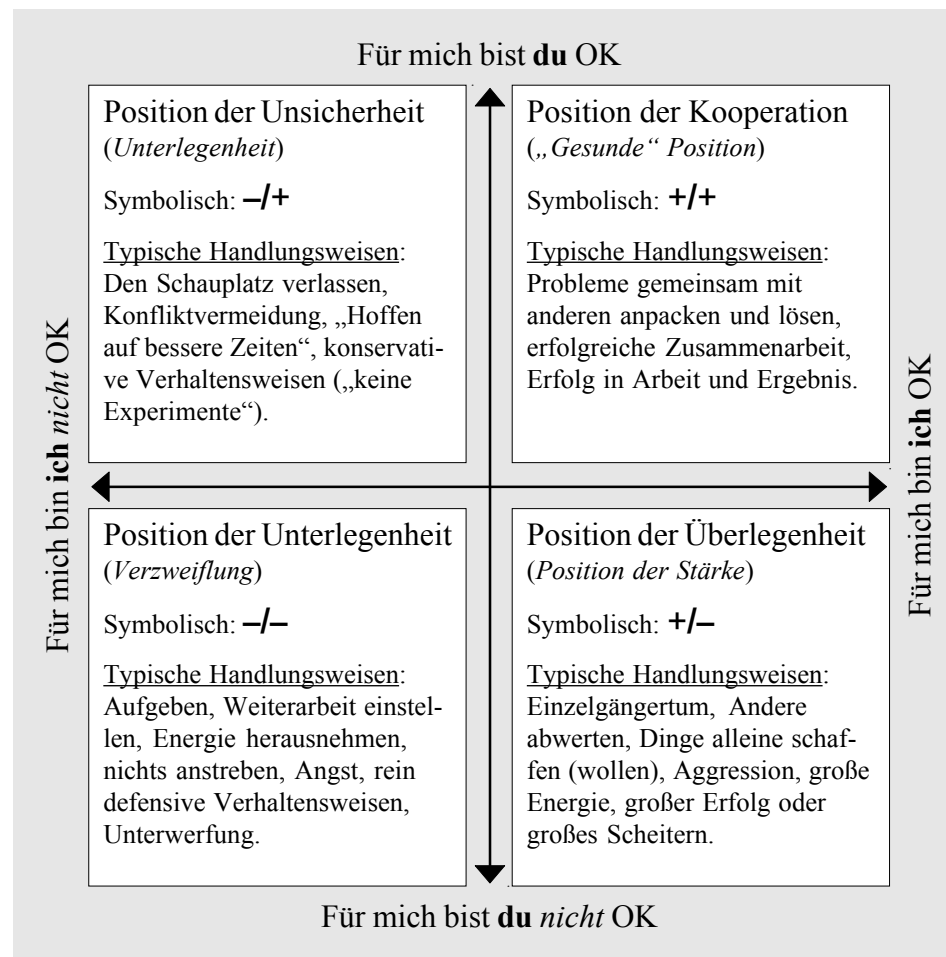 Für mich bist du OK
Position der Unsicherheit
(Unterlegenheit)
Symbolisch: –/+
Typische Handlungsweisen:
Den Schauplatz verlassen,
Konfliktvermeidung, „Hoffen
auf bessere Zeiten“, konservati-
ve Verhaltensweisen („keine
Experimente“).
Position der Kooperation
(„Gesunde“ Position)
Symbolisch: +/+
Typische Handlungsweisen:
Probleme gemeinsam mit
anderen anpacken und lösen,
erfolgreiche Zusammenarbeit,
Erfolg in Arbeit und Ergebnis.
Für mich bin ich nicht OK
Für mich bin ich OK
Position der Unterlegenheit
(Verzweiflung)
Symbolisch: –/–
Typische Handlungsweisen:
Aufgeben, Weiterarbeit einstel-
len, Energie herausnehmen,
nichts anstreben, Angst, rein
defensive Verhaltensweisen,
Unterwerfung.
Position der Überlegenheit
(Position der Stärke)
Symbolisch: +/–
Typische Handlungsweisen:
Einzelgängertum, Andere
abwerten, Dinge alleine schaf-
fen (wollen), Aggression, große
Energie, großer Erfolg oder
großes Scheitern.
Für mich bist du nicht OK